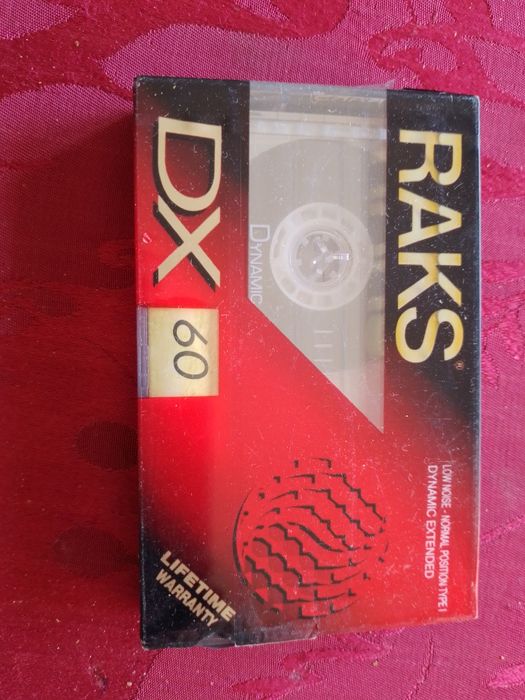 RAKS®
LOW NOISE - NORMAL POSITION-TYPE I
DYNAMIC EXTENDED
DYNAMIC
DX
60
LIFETIME
WARRANTY